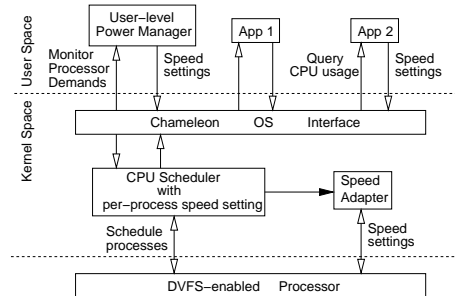 User Space
User−level
Power Manager
App 1
App 2
Monitor
Processor
Demands
Speed
settings
Query
CPU usage
Speed
settings
Kernel Space
Chameleon OS Interface
CPU Scheduler
with
per−process speed setting
Speed
Adapter
Schedule
processes
Speed
settings
DVFS−enabled Processor